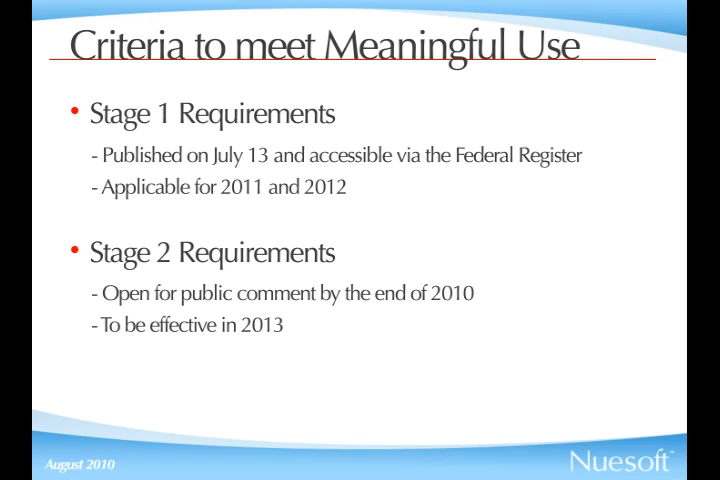 Criteria to meet Meaningful Use
• Stage 1 Requirements
- Published on July 13 and accessible via the Federal Register
- Applicable for 2011 and 2012
• Stage 2 Requirements
- Open for public comment by the end of 2010
- To be effective in 2013
August 2010
Nuesoft™